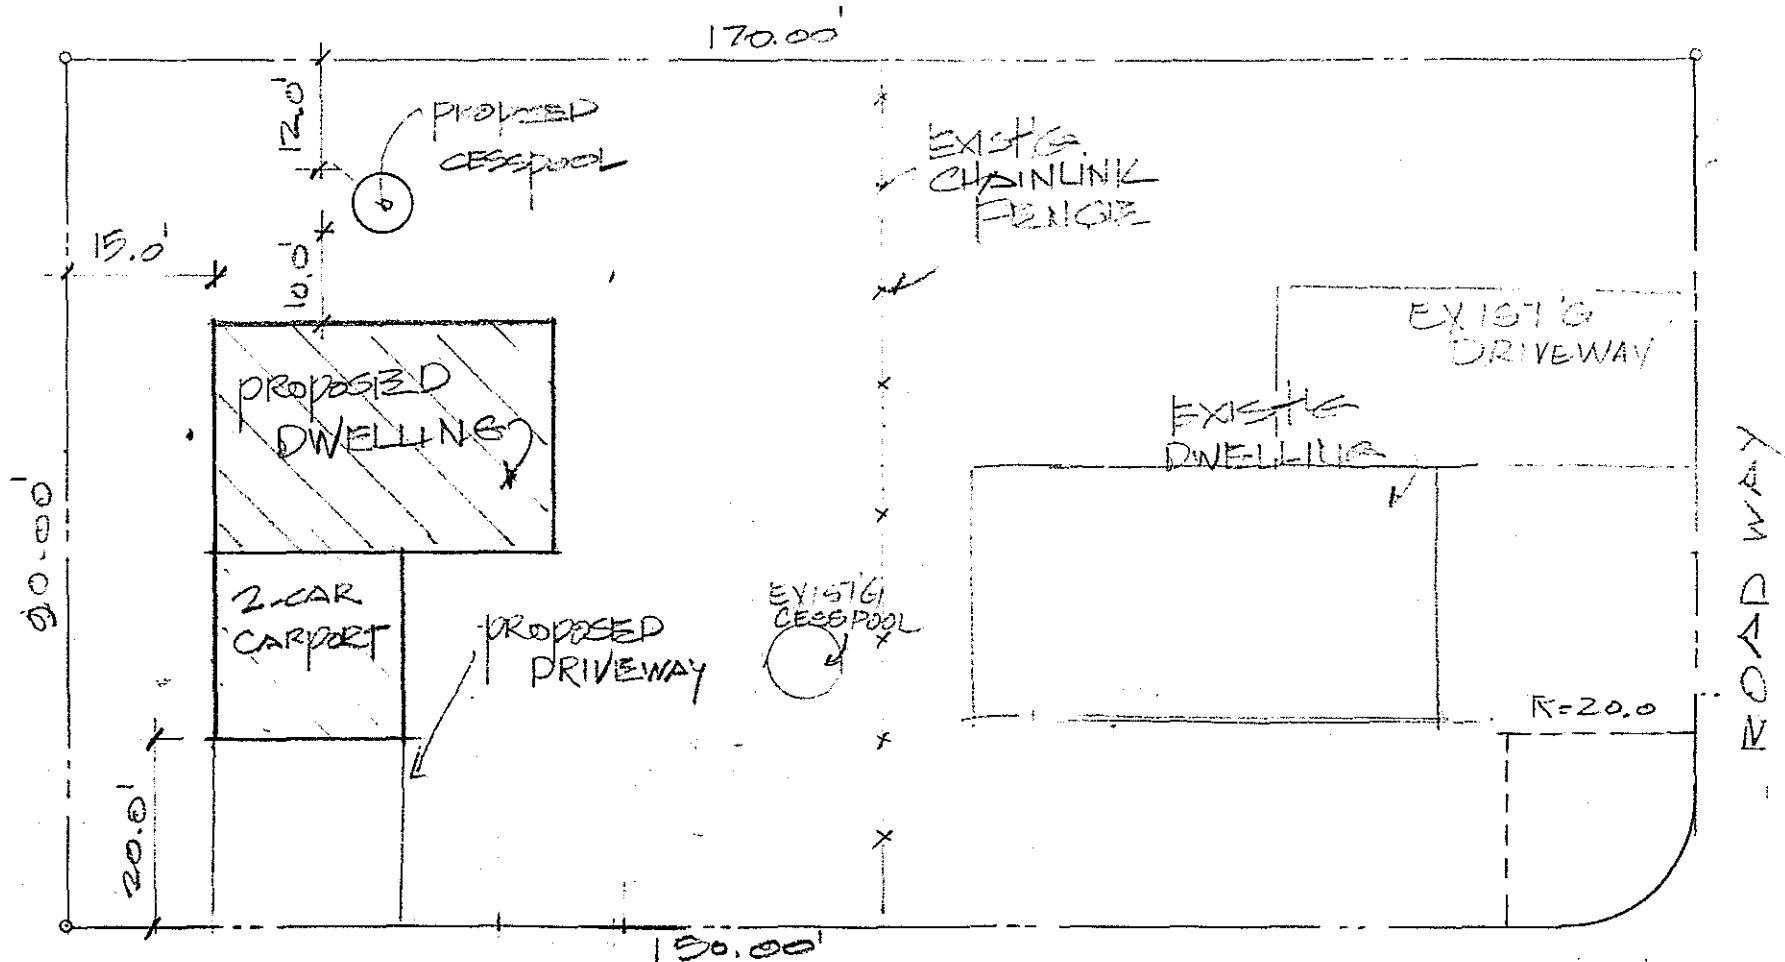 170.00'
12.0'
PROPOSED
CESSPOOL
EXIST'G
CHAINLINK
FENCE
15.0'
10.0'
EXIST'G
DRIVEWAY
PROPOSED
DWELLING
EXIST'G
DWELLING
90.00'
2-CAR
CARPORT
PROPOSED
DRIVEWAY
EXIST'G
CESSPOOL
ROADWAY
R=20.0
20.0'
150.00'